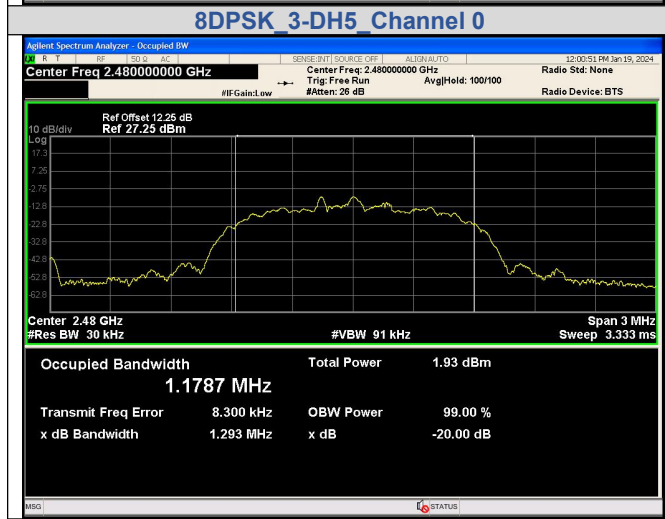 8DPSK_3-DH5_Channel 0
Agilent Spectrum Analyzer - Occupied BW
R T RF 50 Ω AC SENSE:INT SOURCE OFF ALIGN AUTO 12:00:51 PM Jan 19, 2024
Center Freq 2.480000000 GHz Center Freq: 2.480000000 GHz Radio Std: None
Trig: Free Run Avg|Hold: 100/100
#IFGain:Low #Atten: 26 dB Radio Device: BTS
Ref Offset 12.25 dB
10 dB/div Ref 27.25 dBm
Log
17.3
7.25
-2.75
-12.8
-22.8
-32.8
-42.8
-52.8
-62.8
Center 2.48 GHz Span 3 MHz
#Res BW 30 kHz #VBW 91 kHz Sweep 3.333 ms
Occupied Bandwidth Total Power 1.93 dBm
1.1787 MHz
Transmit Freq Error 8.300 kHz OBW Power 99.00 %
x dB Bandwidth 1.293 MHz x dB -20.00 dB
MSG STATUS